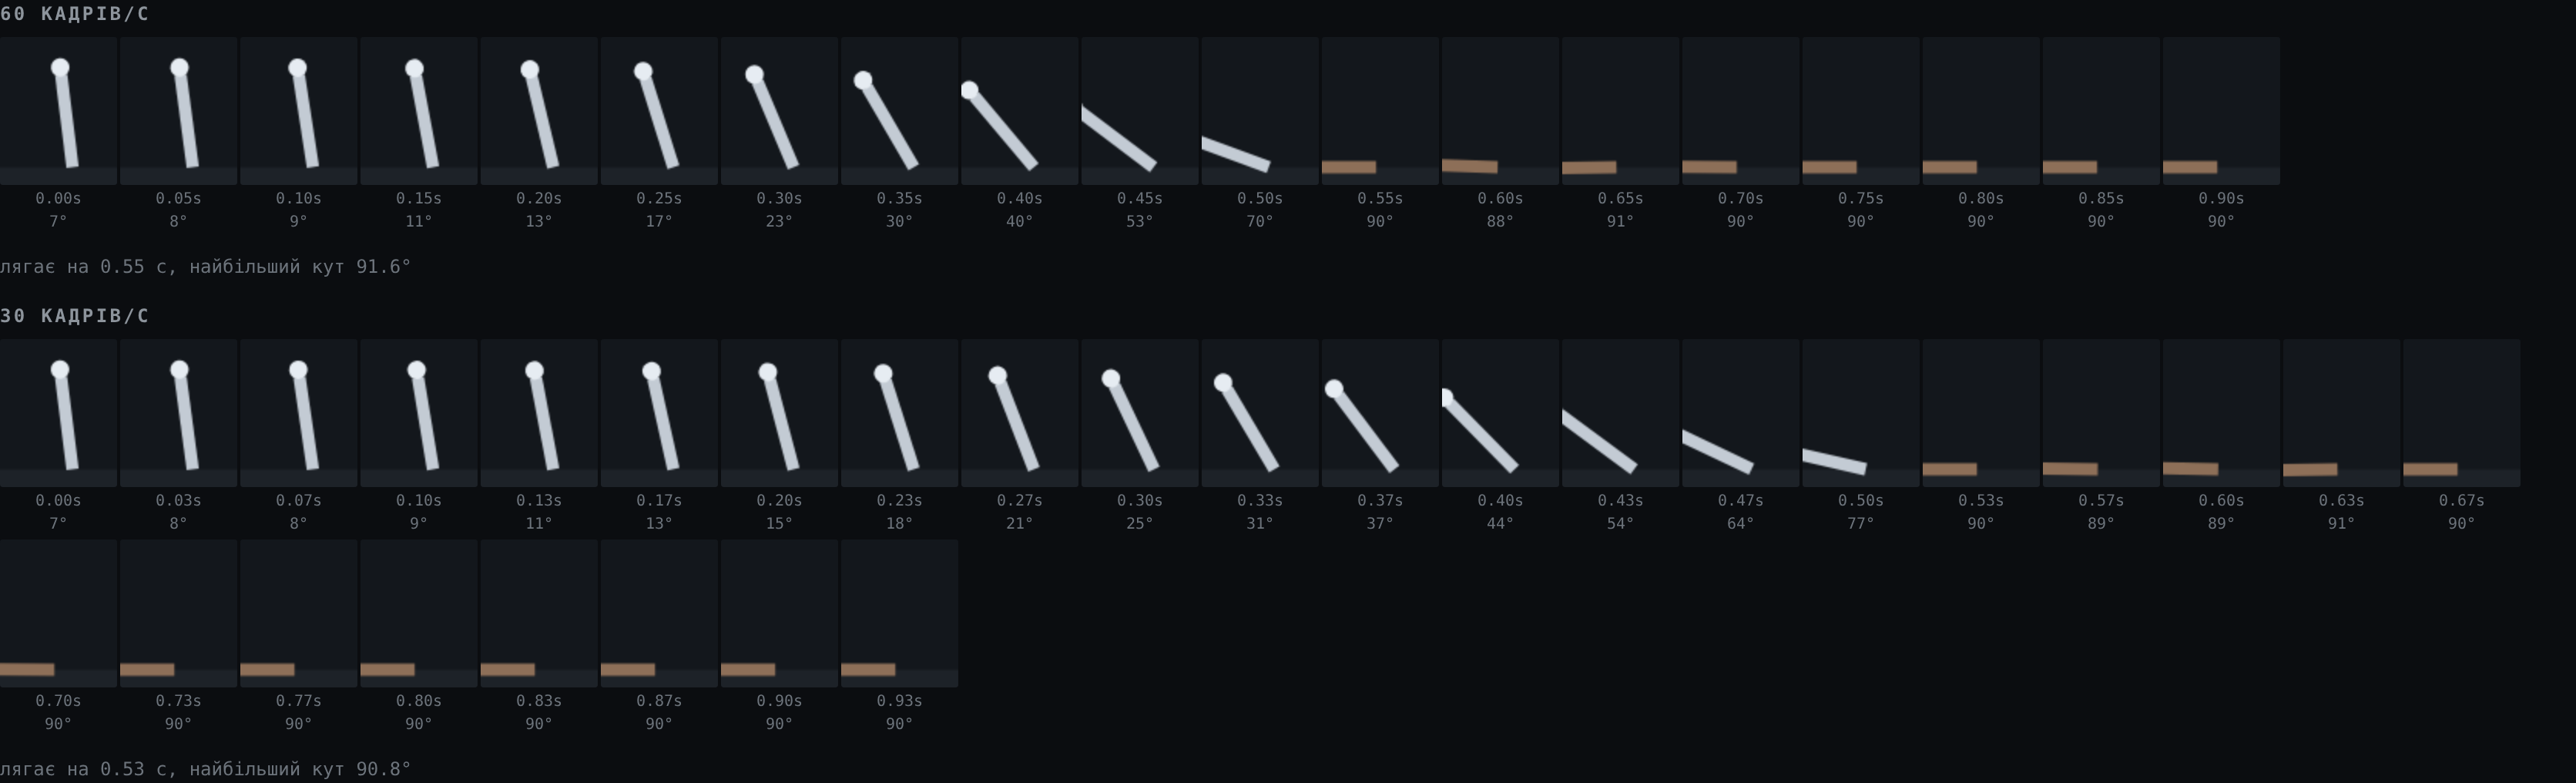 60 КАДРІВ/С
0.00s 0.05s 0.10s 0.15s 0.20s 0.25s 0.30s 0.35s 0.40s 0.45s 0.50s 0.55s 0.60s 0.65s 0.70s 0.75s 0.80s 0.85s 0.90s
7° 8° 9° 11° 13° 17° 23° 30° 40° 53° 70° 90° 88° 91° 90° 90° 90° 90° 90°
лягає на 0.55 с, найбільший кут 91.6°
30 КАДРІВ/С
0.00s 0.03s 0.07s 0.10s 0.13s 0.17s 0.20s 0.23s 0.27s 0.30s 0.33s 0.37s 0.40s 0.43s 0.47s 0.50s 0.53s 0.57s 0.60s 0.63s 0.67s
7° 8° 8° 9° 11° 13° 15° 18° 21° 25° 31° 37° 44° 54° 64° 77° 90° 89° 89° 91° 90°
0.70s 0.73s 0.77s 0.80s 0.83s 0.87s 0.90s 0.93s
90° 90° 90° 90° 90° 90° 90° 90°
лягає на 0.53 с, найбільший кут 90.8°